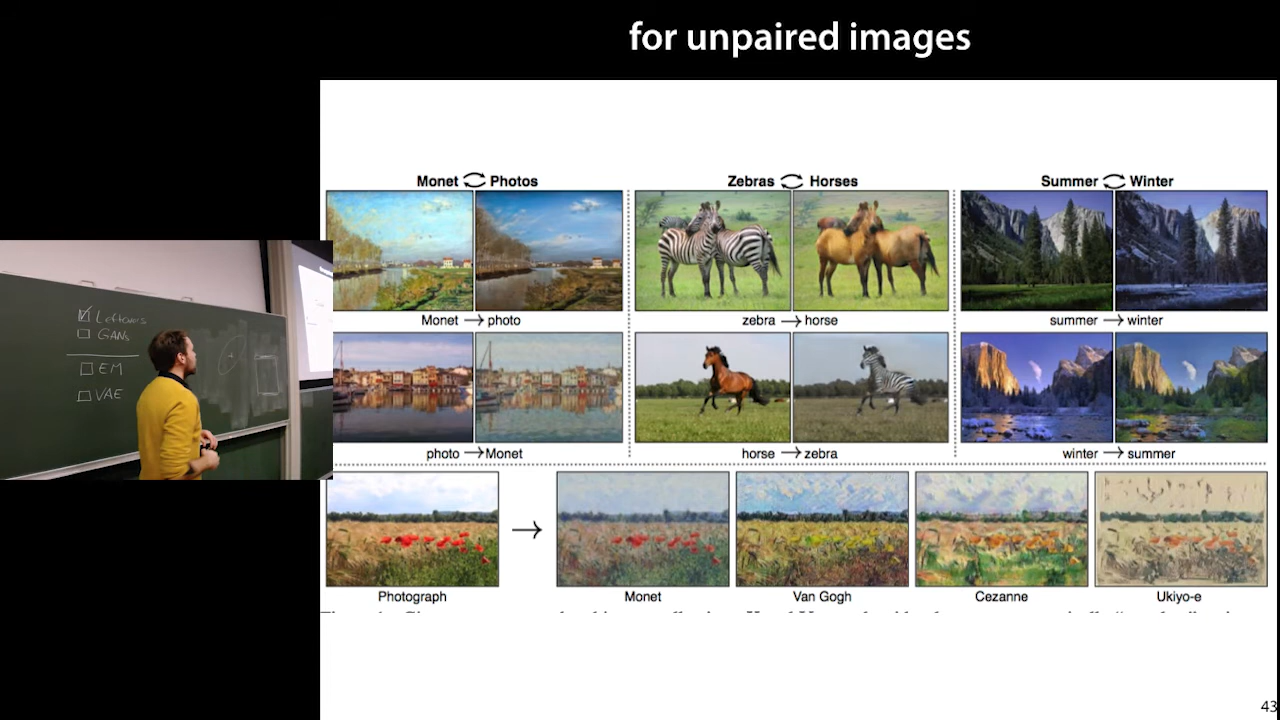 for unpaired images
Monet Photos
Zebras Horses
Summer Winter
Monet → photo
zebra → horse
summer → winter
photo → Monet
horse → zebra
winter → summer
Photograph
Monet
Van Gogh
Cezanne
Ukiyo-e
Leftovers
GANs
EM
VAE
43